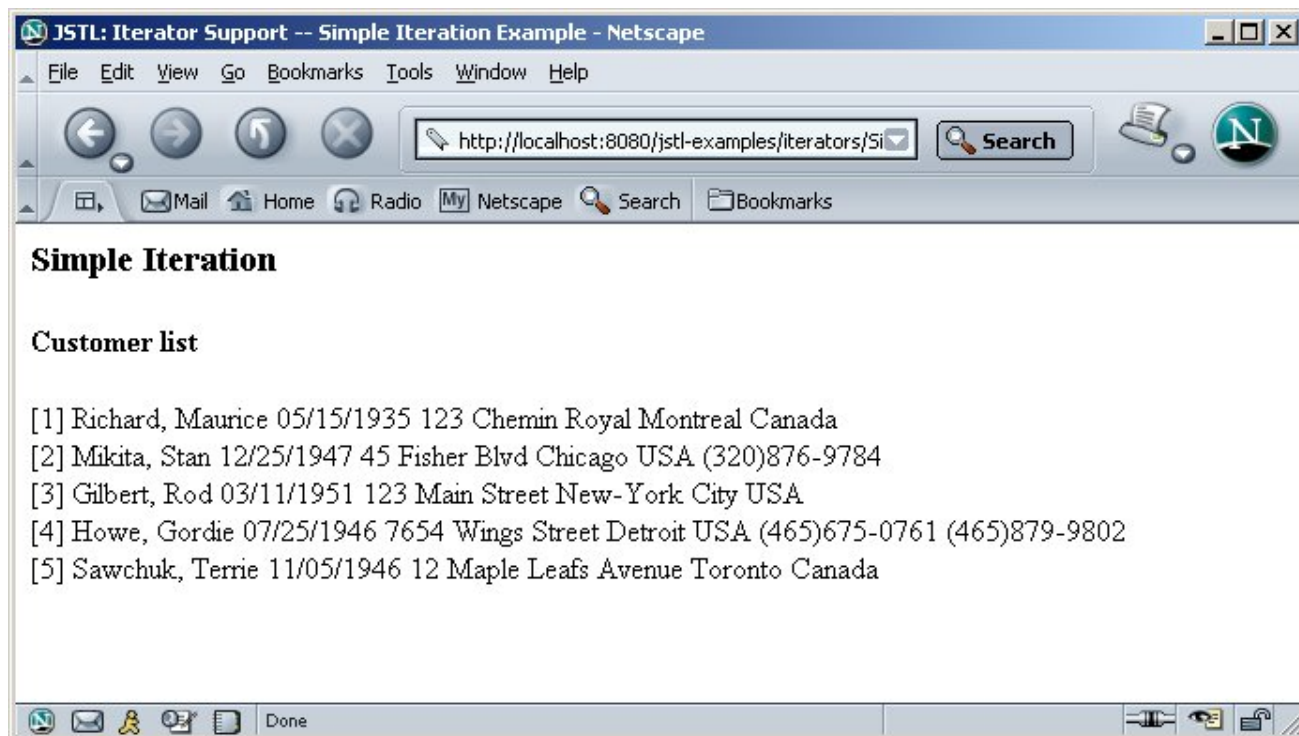 JSTL: Iterator Support -- Simple Iteration Example - Netscape
File Edit View Go Bookmarks Tools Window Help
http://localhost:8080/jstl-examples/iterators/Si Search N
Mail Home Radio My Netscape Search Bookmarks
Simple Iteration
Customer list
[1] Richard, Maurice 05/15/1935 123 Chemin Royal Montreal Canada
[2] Mikita, Stan 12/25/1947 45 Fisher Blvd Chicago USA (320)876-9784
[3] Gilbert, Rod 03/11/1951 123 Main Street New-York City USA
[4] Howe, Gordie 07/25/1946 7654 Wings Street Detroit USA (465)675-0761 (465)879-9802
[5] Sawchuk, Terrie 11/05/1946 12 Maple Leafs Avenue Toronto Canada
Done